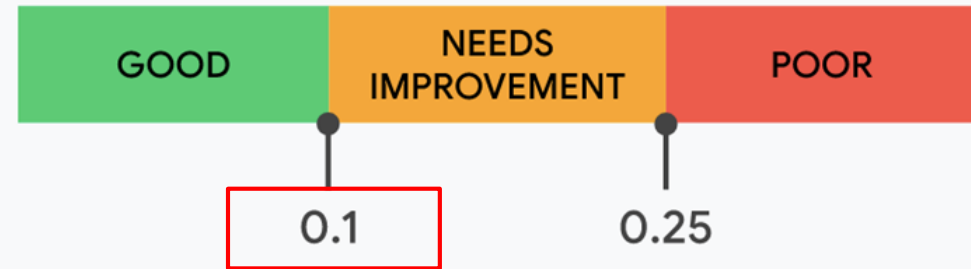 GOOD
NEEDS
IMPROVEMENT
POOR
0.1
0.25